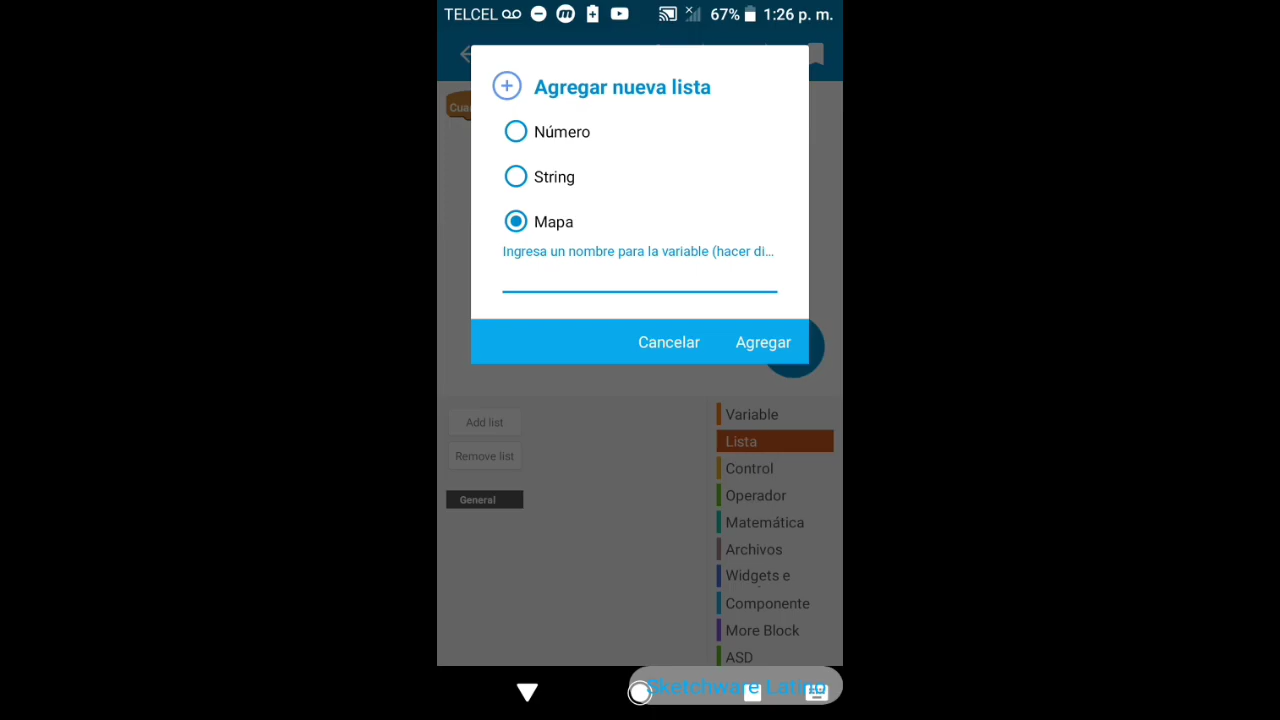 TELCEL 67% 1:26 p. m.
Agregar nueva lista
Número
String
Mapa
Ingresa un nombre para la variable (hacer di...
Cancelar Agregar
Cua
Add list
Remove list
General
Variable
Lista
Control
Operador
Matemática
Archivos
Widgets e
Componente
More Block
ASD
Sketchware Latino